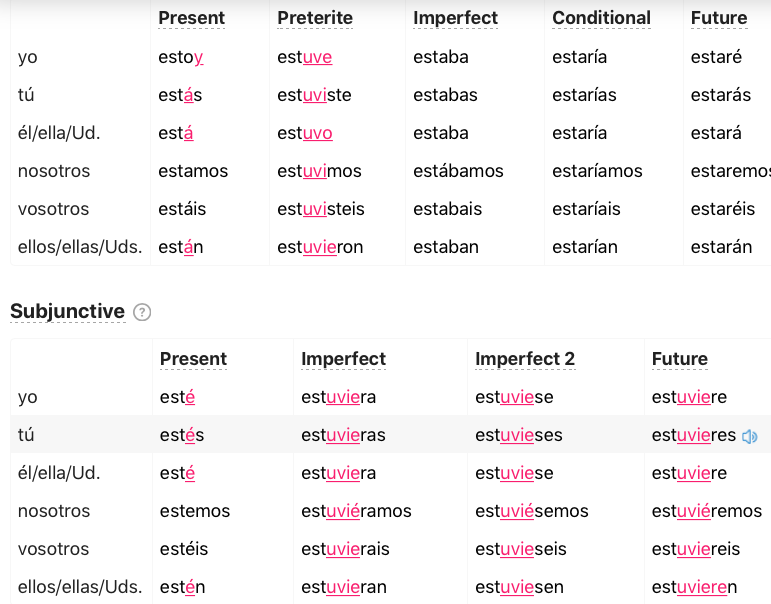 Present Preterite Imperfect Conditional Future
yo estoy estuve estaba estaría estaré
tú estás estuviste estabas estarías estarás
él/ella/Ud. está estuvo estaba estaría estará
nosotros estamos estuvimos estábamos estaríamos estaremos
vosotros estáis estuvisteis estabais estaríais estaréis
ellos/ellas/Uds. están estuvieron estaban estarían estarán
Subjunctive ?
Present Imperfect Imperfect 2 Future
yo esté estuviera estuviese estuviere
tú estés estuvieras estuvieses estuvieres
él/ella/Ud. esté estuviera estuviese estuviere
nosotros estemos estuviéramos estuviésemos estuviéremos
vosotros estéis estuvierais estuvieseis estuviereis
ellos/ellas/Uds. estén estuvieran estuviesen estuvieren